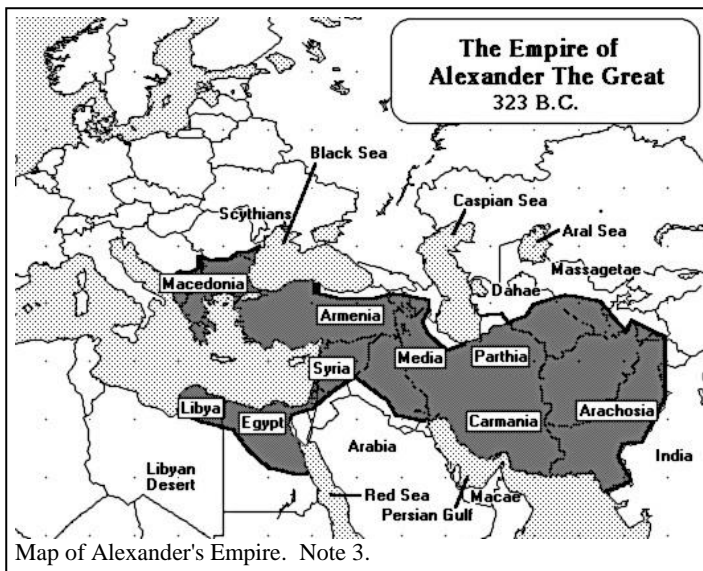 The Empire of
Alexander The Great
323 B.C.
Black Sea
Scythians
Caspian Sea
Aral Sea
Massagetae
Dahae
Macedonia
Armenia
Syria
Media
Parthia
Libya
Egypt
Carmania
Arachosia
Arabia
India
Libyan
Desert
Red Sea
Macae
Persian Gulf
Map of Alexander's Empire. Note 3.